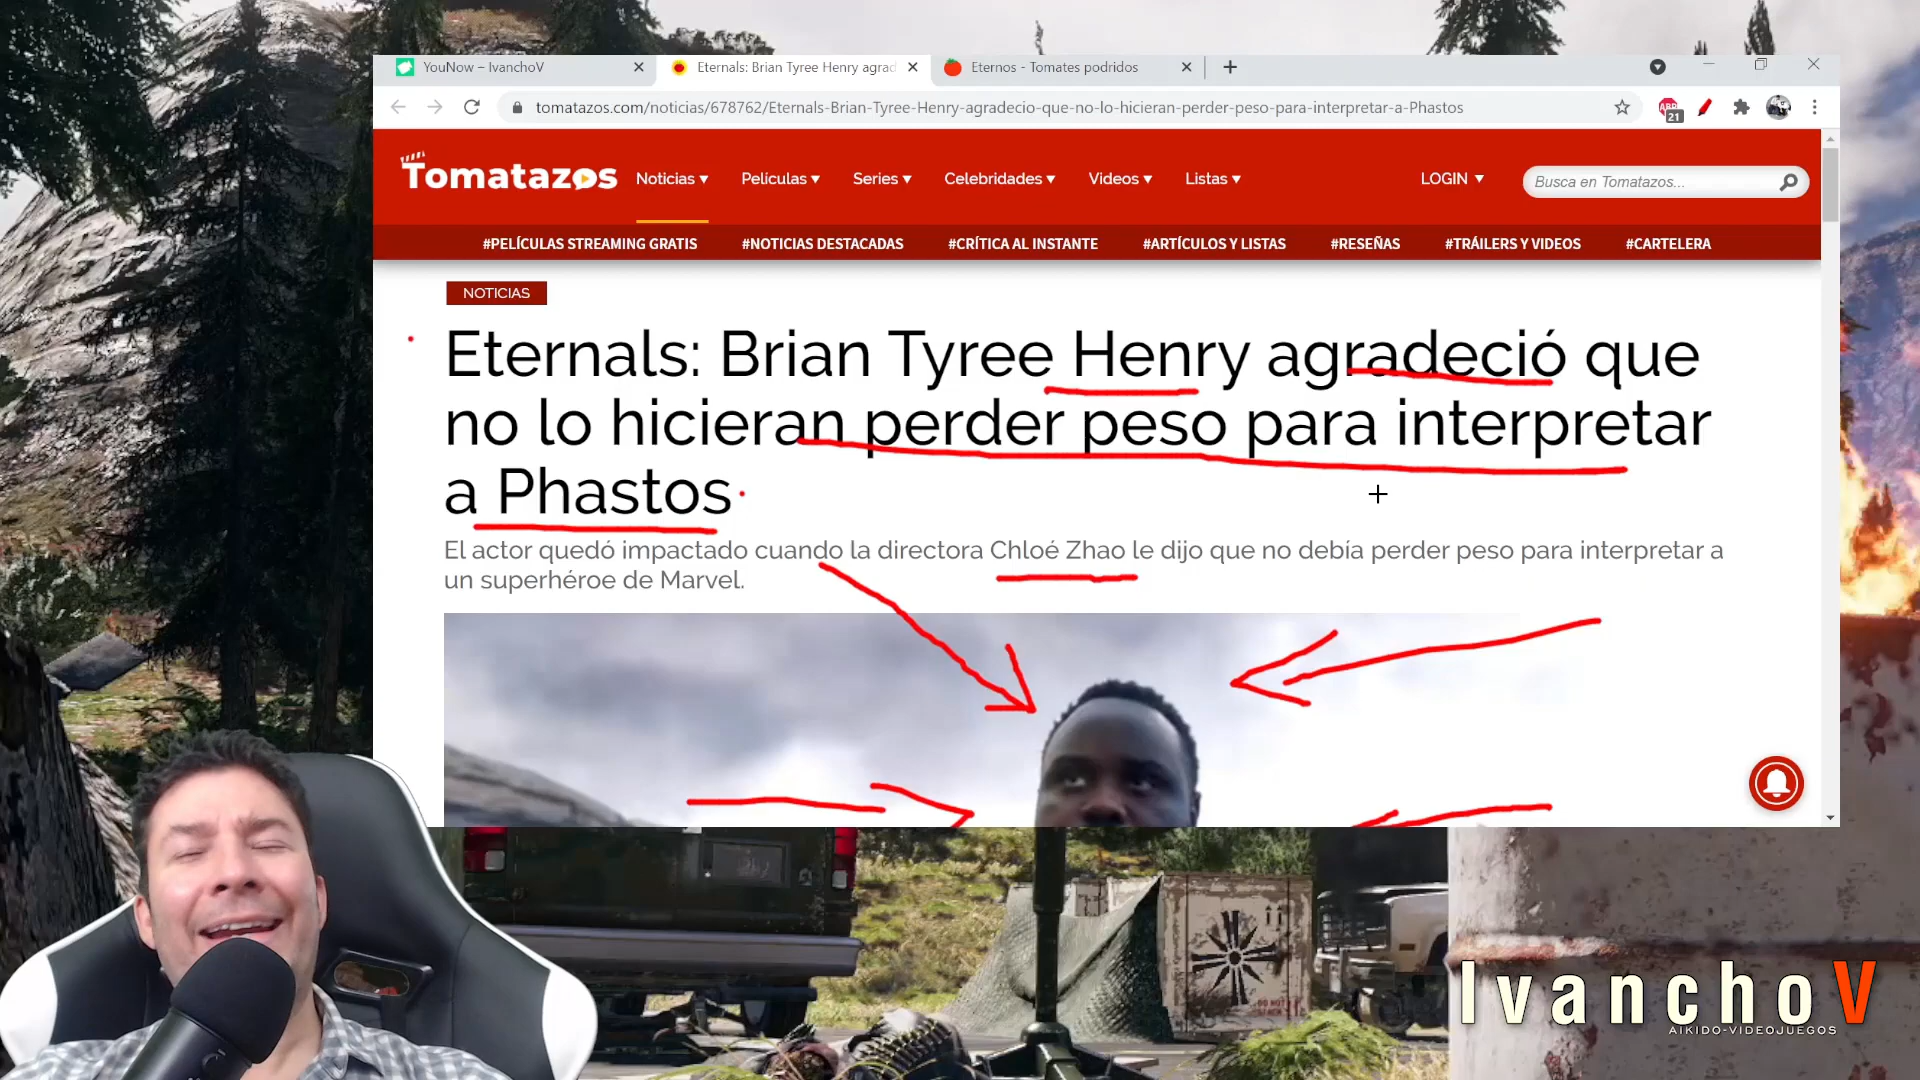 YouNow – IvanchoV
Eternals: Brian Tyree Henry agrad
Eternos - Tomates podridos
tomatazos.com/noticias/678762/Eternals-Brian-Tyree-Henry-agradecio-que-no-lo-hicieran-perder-peso-para-interpretar-a-Phastos
ABP
21
Tomatazos
Noticias ▾ Películas ▾ Series ▾ Celebridades ▾ Videos ▾ Listas ▾ LOGIN ▾ Busca en Tomatazos...
#PELÍCULAS STREAMING GRATIS #NOTICIAS DESTACADAS #CRÍTICA AL INSTANTE #ARTÍCULOS Y LISTAS #RESEÑAS #TRÁILERS Y VIDEOS #CARTELERA
NOTICIAS
Eternals: Brian Tyree Henry agradeció que
no lo hicieran perder peso para interpretar
a Phastos
El actor quedó impactado cuando la directora Chloé Zhao le dijo que no debía perder peso para interpretar a
un superhéroe de Marvel.
IvanchoV
AIKIDO-VIDEOJUEGOS